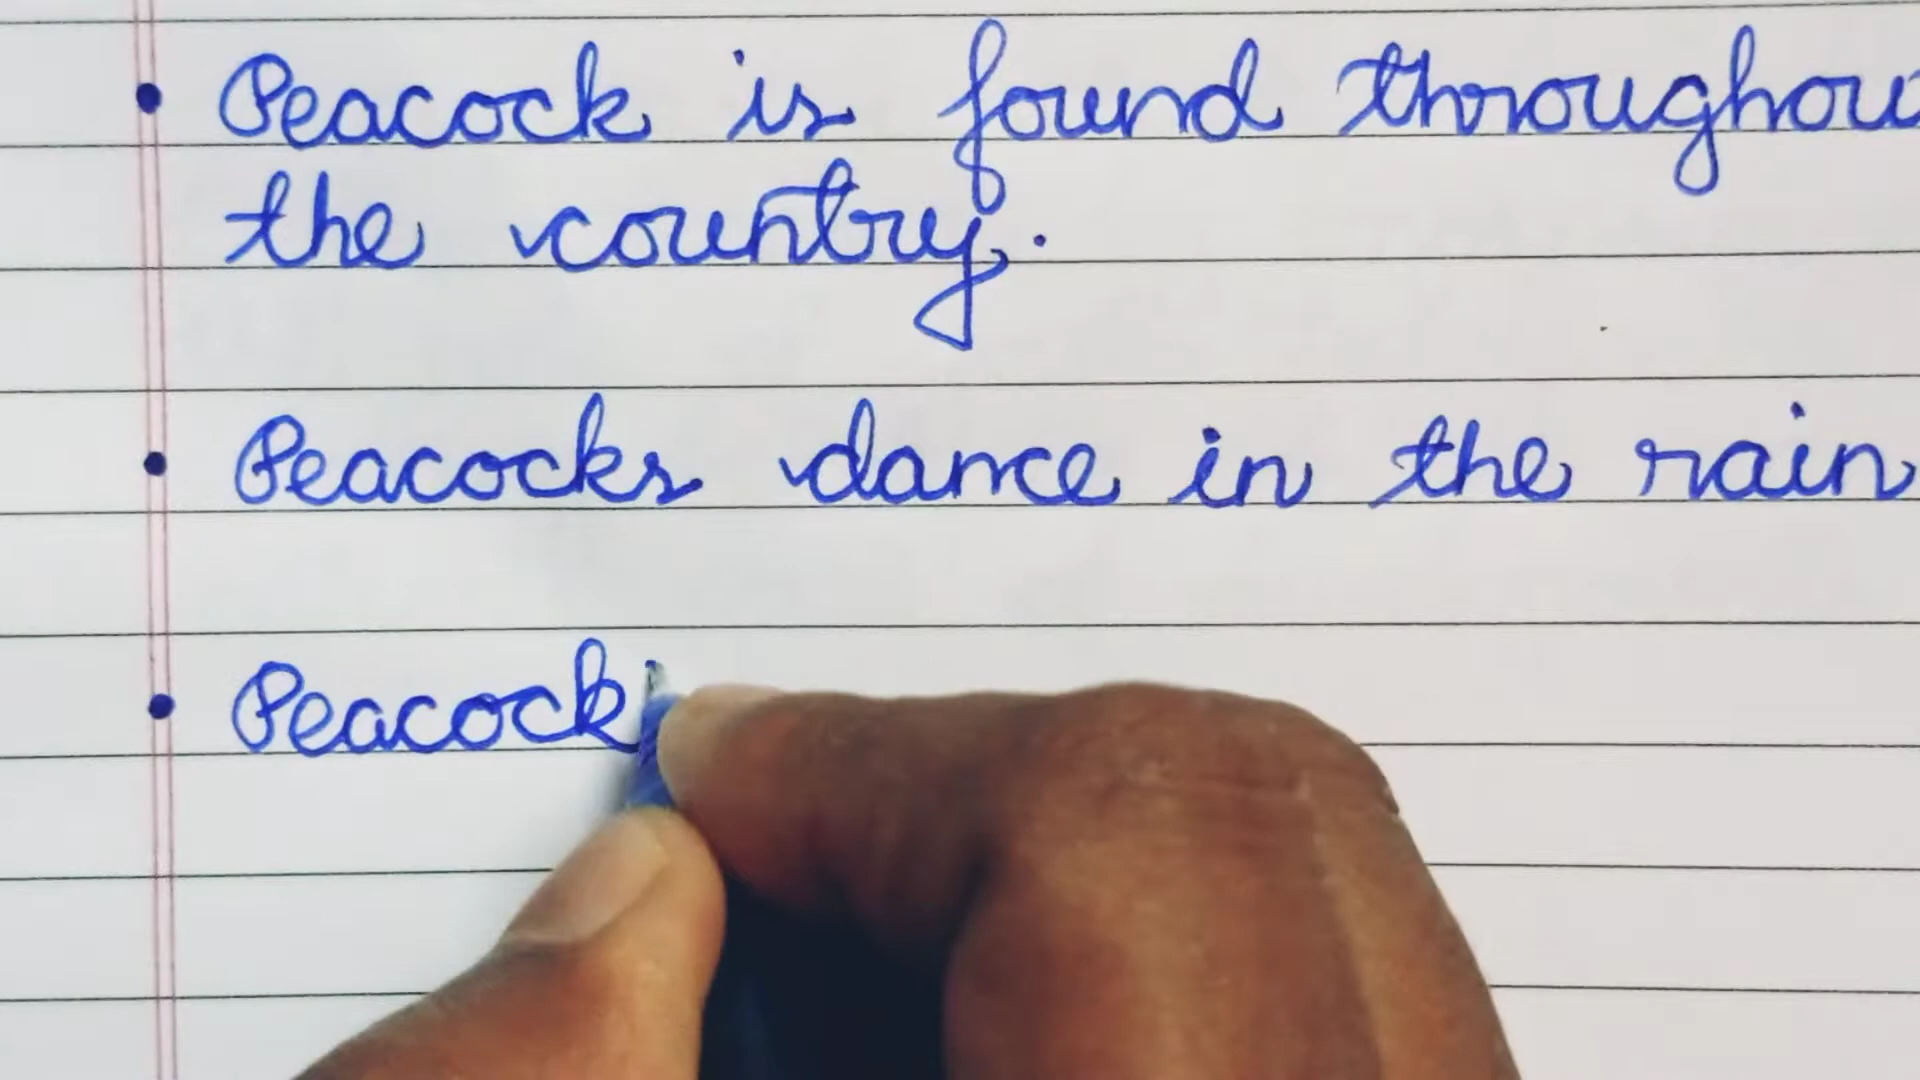 • Peacock is found throughou
the country.
• Peacocks dance in the rain
• Peacock